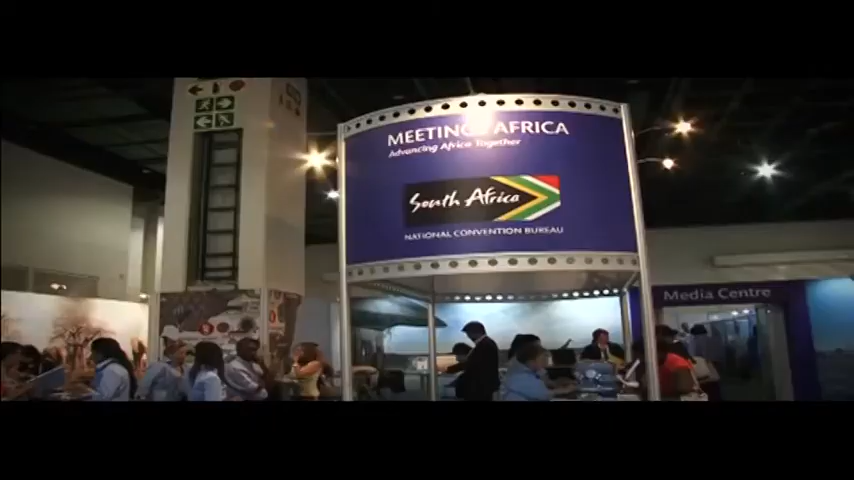 MEETINGS AFRICA
Advancing Africa Together
South Africa
NATIONAL CONVENTION BUREAU
Media Centre